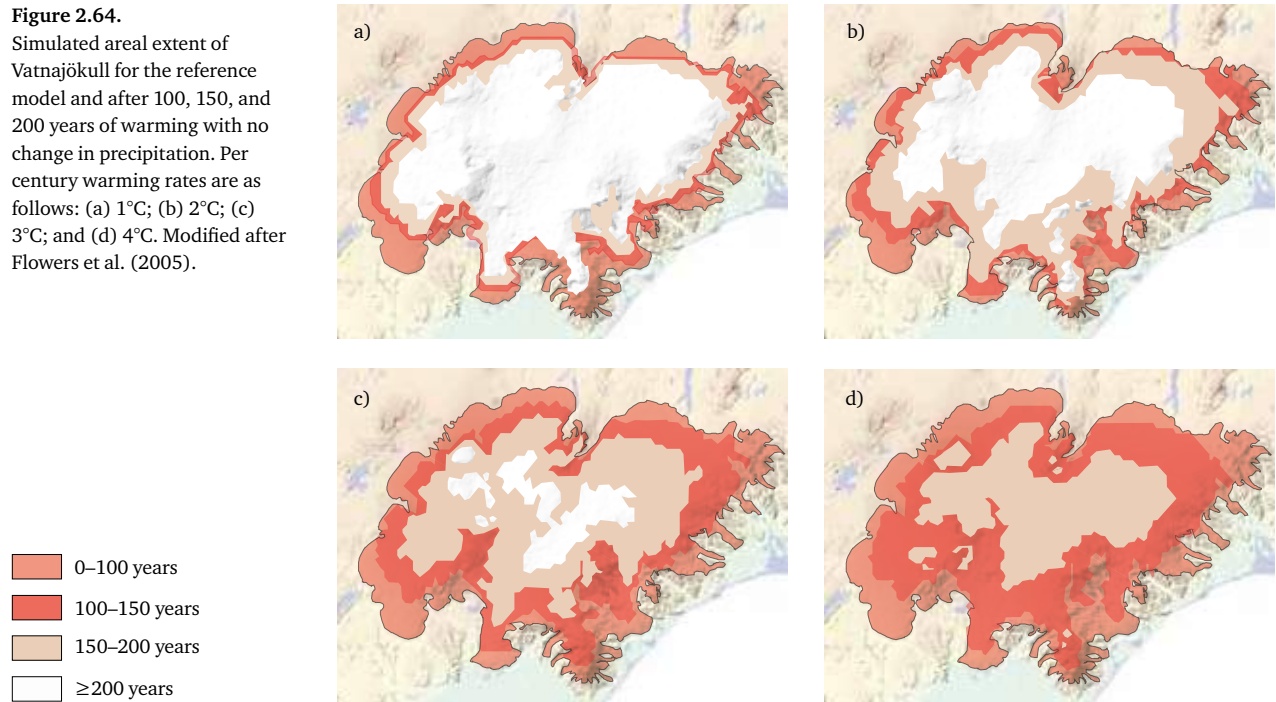 Figure 2.64.
Simulated areal extent of
Vatnajökull for the reference
model and after 100, 150, and
200 years of warming with no
change in precipitation. Per
century warming rates are as
follows: (a) 1°C; (b) 2°C; (c)
3°C; and (d) 4°C. Modified after
Flowers et al. (2005).
a)
b)
c)
d)
0–100 years
100–150 years
150–200 years
≥200 years